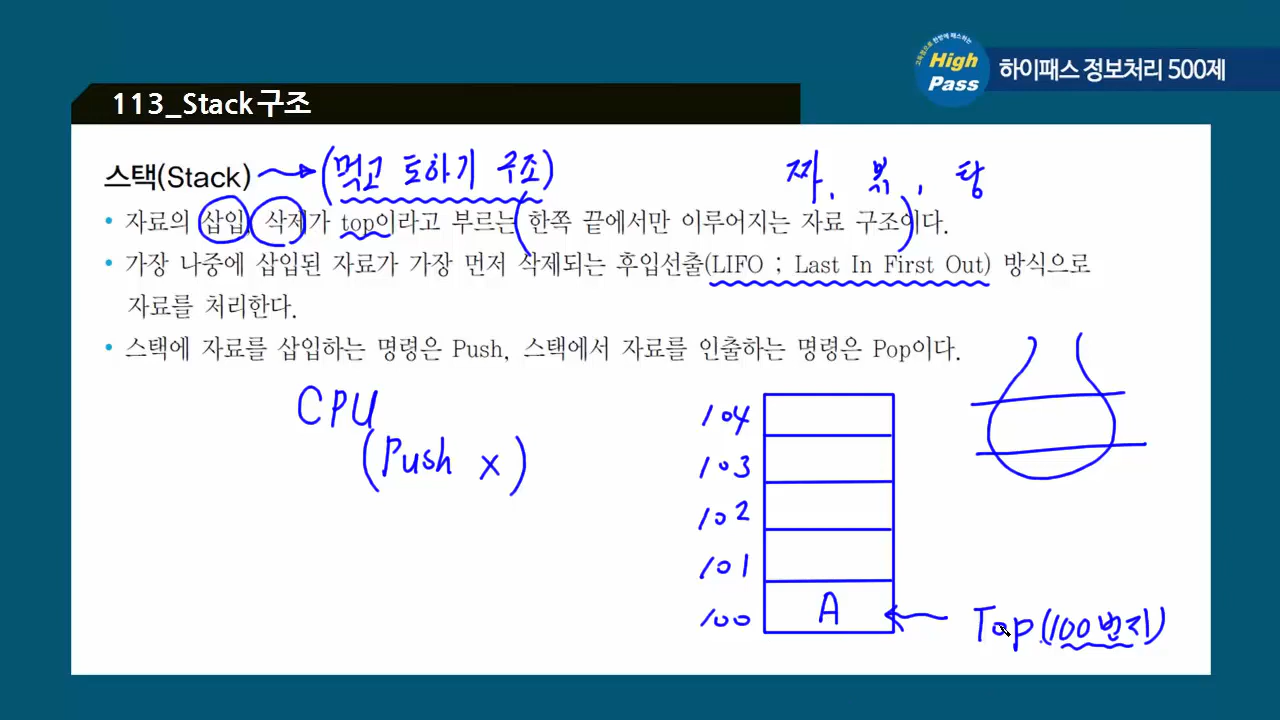 고득점으로 한방에 패스하는
High
Pass
하이패스 정보처리 500제
113_Stack구조
스택(Stack) (먹고 토하기 구조)
짜, 볶, 탕
• 자료의 삽입, 삭제가 top이라고 부르는 한쪽 끝에서만 이루어지는 자료 구조이다.
• 가장 나중에 삽입된 자료가 가장 먼저 삭제되는 후입선출(LIFO ; Last In First Out) 방식으로
자료를 처리한다.
• 스택에 자료를 삽입하는 명령은 Push, 스택에서 자료를 인출하는 명령은 Pop이다.
CPU
(Push x)
104
103
102
101
100 A Top(100번지)